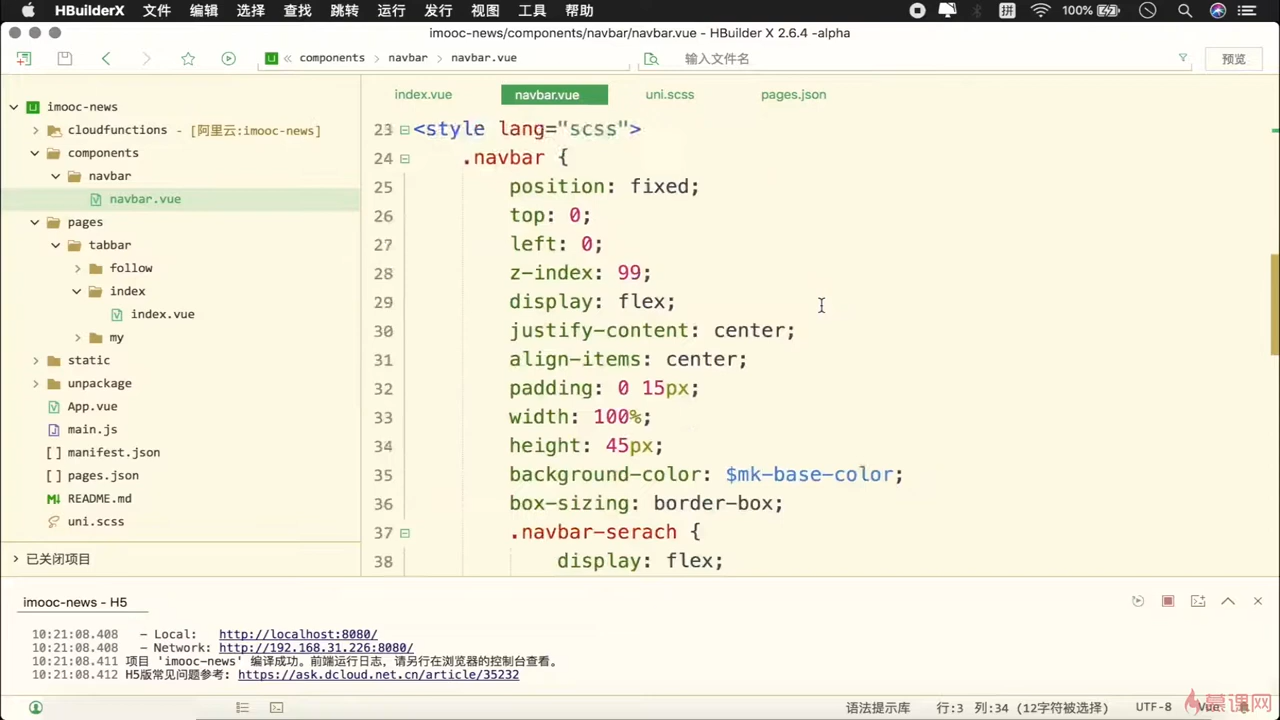 HBuilderX 文件 编辑 选择 查找 跳转 运行 发行 视图 工具 帮助 拼 100%
imooc-news/components/navbar/navbar.vue - HBuilder X 2.6.4 -alpha
components > navbar > navbar.vue 输入文件名 预览
imooc-news
cloudfunctions - [阿里云:imooc-news]
components
navbar
navbar.vue
pages
tabbar
follow
index
index.vue
my
static
unpackage
App.vue
main.js
manifest.json
pages.json
README.md
uni.scss
已关闭项目
index.vue navbar.vue uni.scss pages.json
23 <style lang="scss">
24 .navbar {
25 position: fixed;
26 top: 0;
27 left: 0;
28 z-index: 99;
29 display: flex;
30 justify-content: center;
31 align-items: center;
32 padding: 0 15px;
33 width: 100%;
34 height: 45px;
35 background-color: $mk-base-color;
36 box-sizing: border-box;
37 .navbar-serach {
38 display: flex;
imooc-news - H5
10:21:08.408 - Local: http://localhost:8080/
10:21:08.408 - Network: http://192.168.31.226:8080/
10:21:08.411 项目 'imooc-news' 编译成功。前端运行日志，请另行在浏览器的控制台查看。
10:21:08.412 H5版常见问题参考: https://ask.dcloud.net.cn/article/35232
语法提示库 行:3 列:34 (12字符被选择) UTF-8 Vue
慕课网